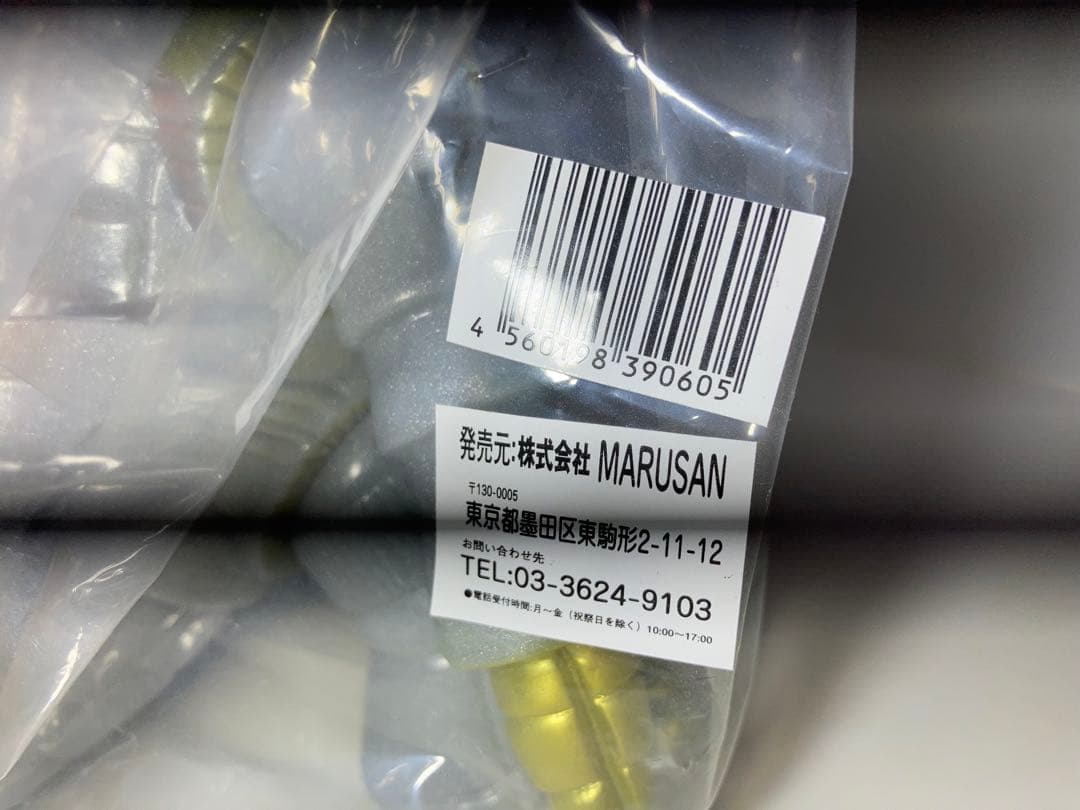 4 560198 390605
発売元:株式会社 MARUSAN
〒130-0005
東京都墨田区東駒形2-11-12
お問い合わせ先
TEL:03-3624-9103
●電話受付時間:月〜金（祝祭日を除く）10:00〜17:00